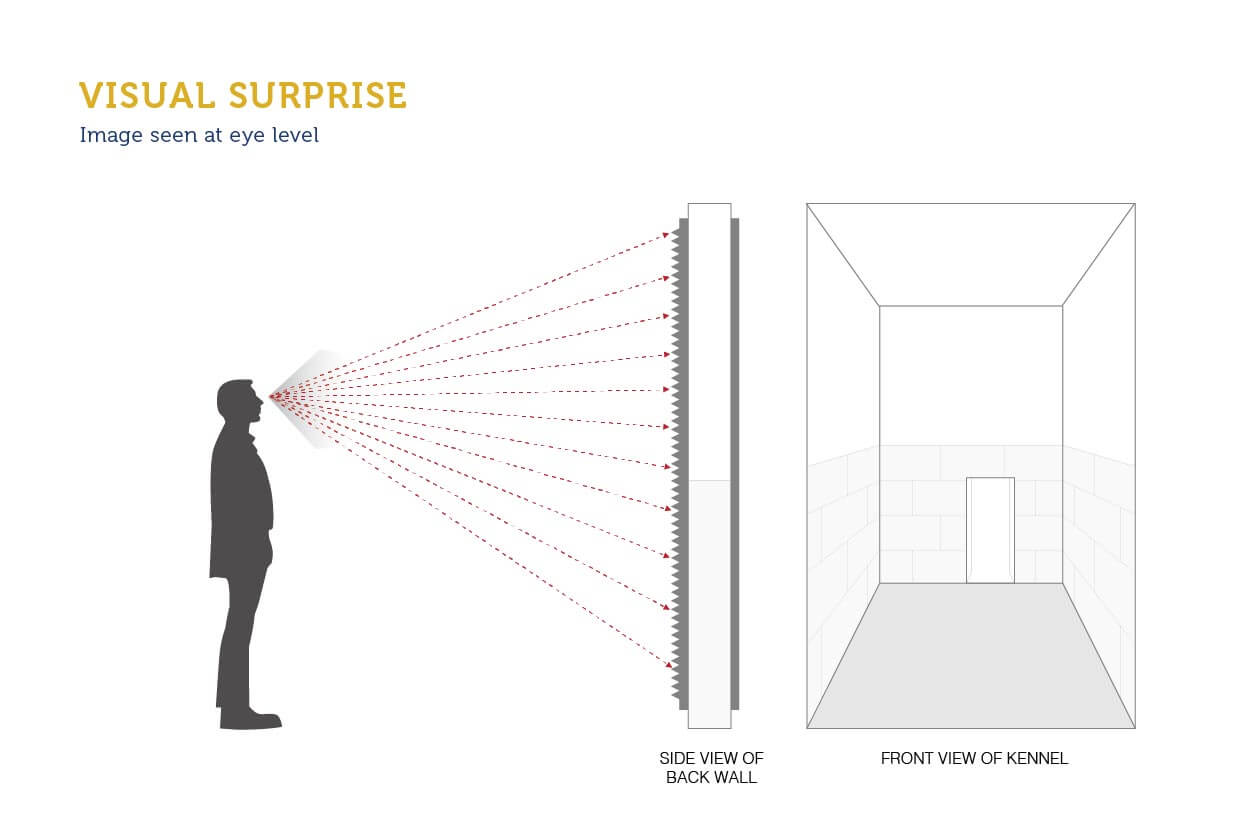 VISUAL SURPRISE
Image seen at eye level
SIDE VIEW OF
BACK WALL
FRONT VIEW OF KENNEL